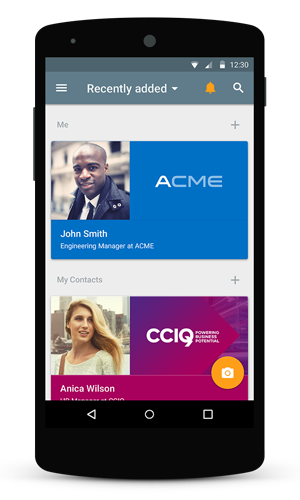 12:30
Recently added
Me
ACME
John Smith
Engineering Manager at ACME
My Contacts
CCIQ
POWERING
BUSINESS
POTENTIAL
Anica Wilson
HR Manager at CCIQ